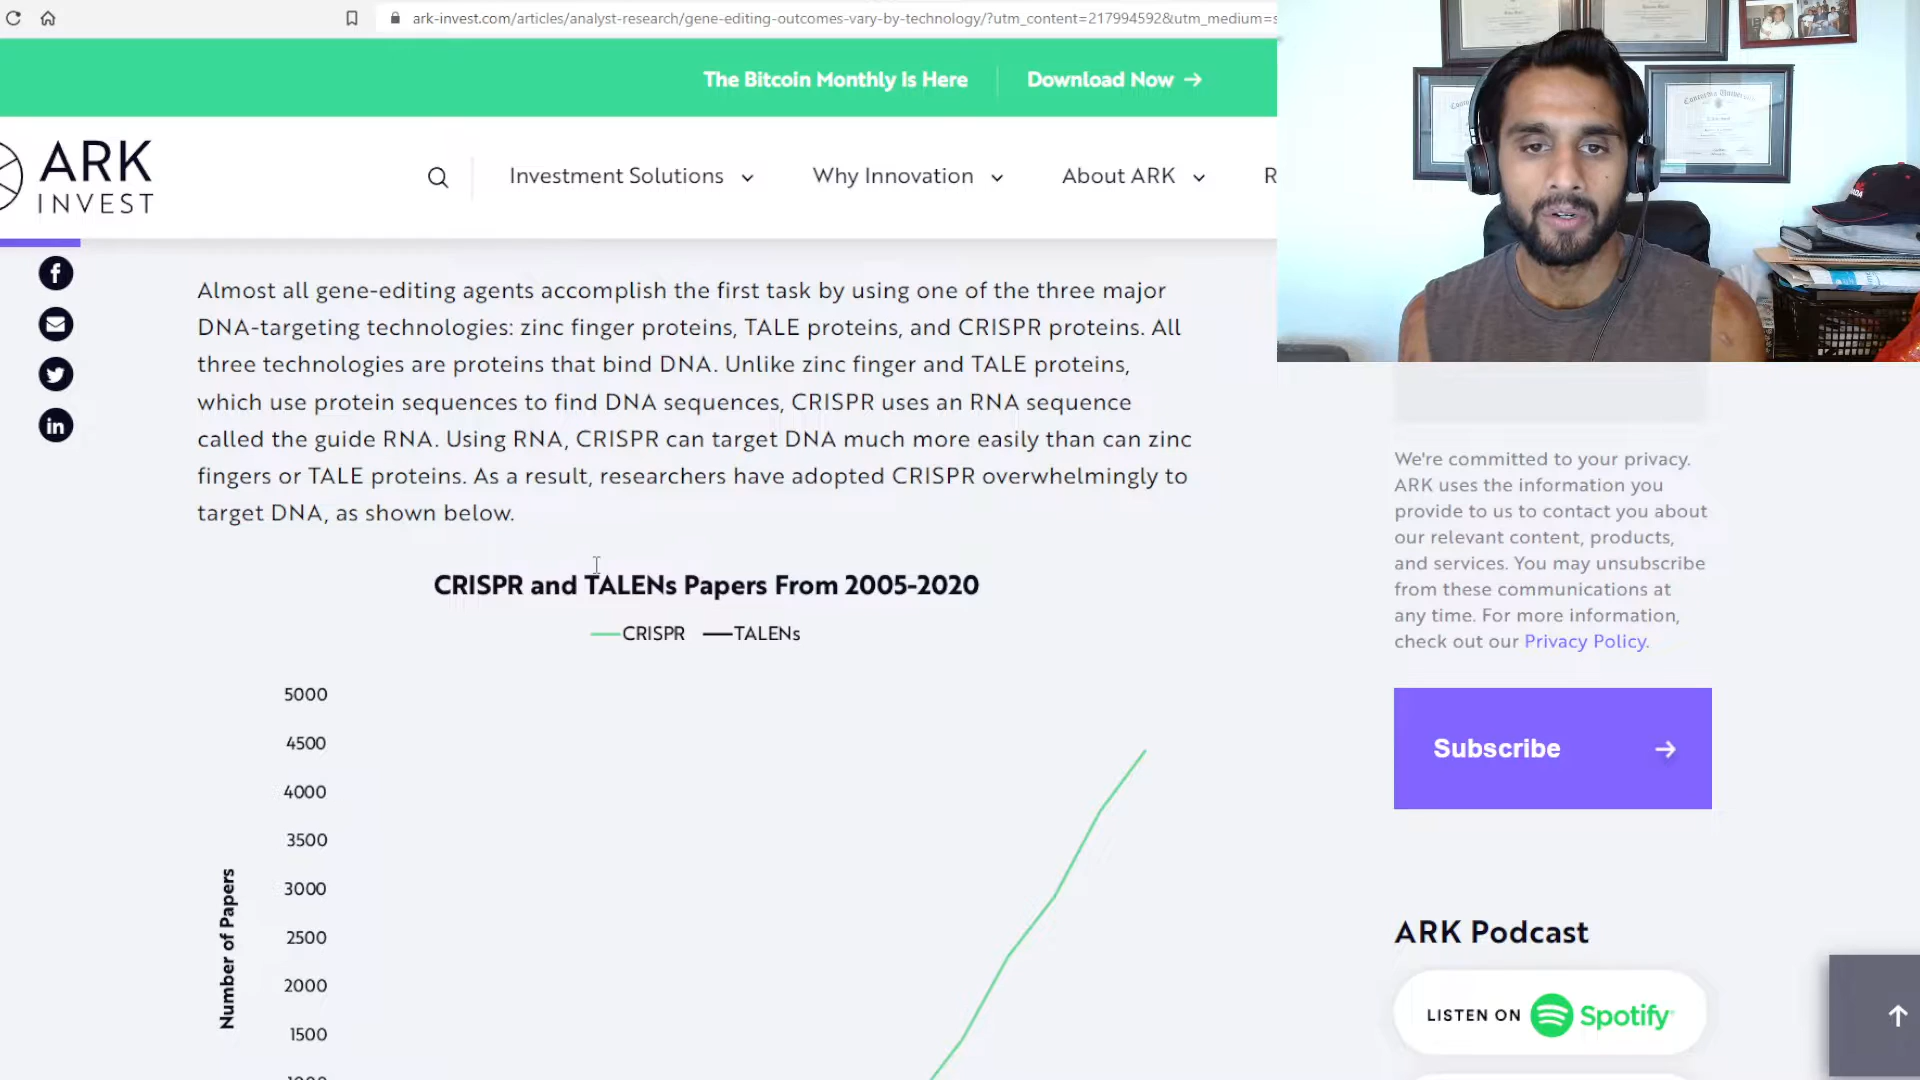 ark-invest.com/articles/analyst-research/gene-editing-outcomes-vary-by-technology/?utm_content=217994592&utm_medium=s
The Bitcoin Monthly Is Here
Download Now →
ARK
INVEST
Investment Solutions
Why Innovation
About ARK
R
Almost all gene-editing agents accomplish the first task by using one of the three major
DNA-targeting technologies: zinc finger proteins, TALE proteins, and CRISPR proteins. All
three technologies are proteins that bind DNA. Unlike zinc finger and TALE proteins,
which use protein sequences to find DNA sequences, CRISPR uses an RNA sequence
called the guide RNA. Using RNA, CRISPR can target DNA much more easily than can zinc
fingers or TALE proteins. As a result, researchers have adopted CRISPR overwhelmingly to
target DNA, as shown below.
CRISPR and TALENs Papers From 2005-2020
CRISPR
TALENs
5000
4500
4000
3500
3000
2500
2000
1500
Number of Papers
We're committed to your privacy.
ARK uses the information you
provide to us to contact you about
our relevant content, products,
and services. You may unsubscribe
from these communications at
any time. For more information,
check out our Privacy Policy.
Subscribe →
ARK Podcast
LISTEN ON Spotify